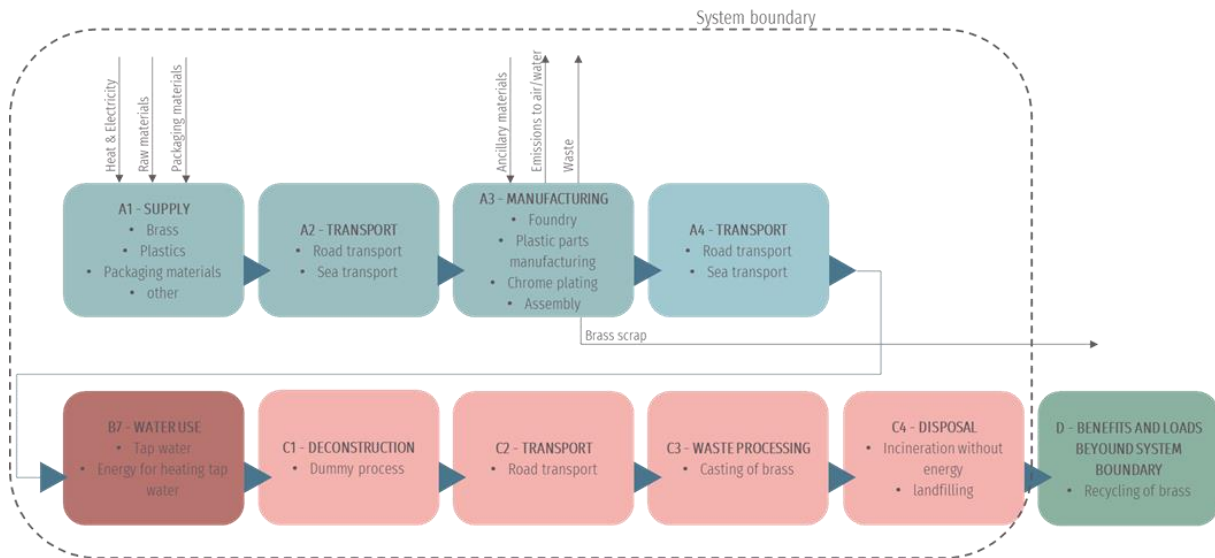 System boundary
Heat & Electricity
Raw materials
Packaging materials
Ancillary materials
Emissions to air/water
Waste
A1 - SUPPLY
• Brass
• Plastics
• Packaging materials
• other
A2 - TRANSPORT
• Road transport
• Sea transport
A3 - MANUFACTURING
• Foundry
• Plastic parts
manufacturing
• Chrome plating
• Assembly
A4 - TRANSPORT
• Road transport
• Sea transport
Brass scrap
B7 - WATER USE
• Tap water
• Energy for heating tap
water
C1 - DECONSTRUCTION
• Dummy process
C2 - TRANSPORT
• Road transport
C3 - WASTE PROCESSING
• Casting of brass
C4 - DISPOSAL
• Incineration without
energy
• landfilling
D - BENEFITS AND LOADS
BEYOUND SYSTEM
BOUNDARY
• Recycling of brass